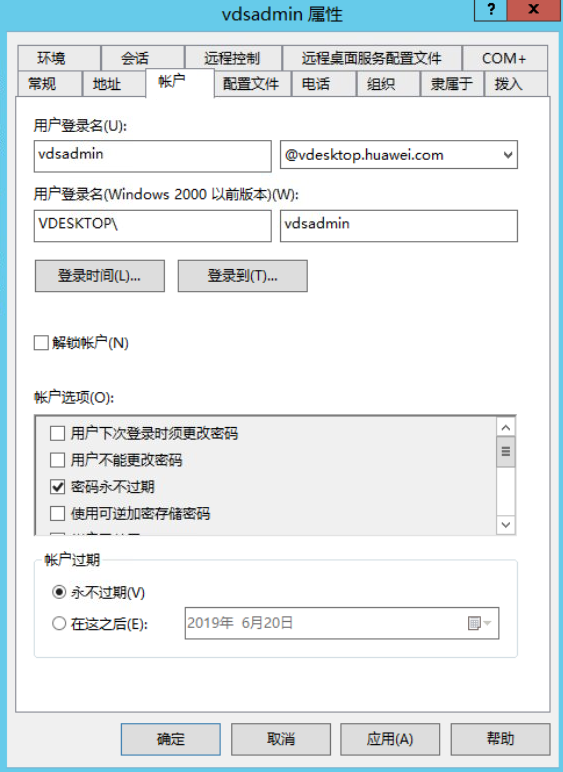 vdsadmin 属性
? x
环境 会话 远程控制 远程桌面服务配置文件 COM+
常规 地址 帐户 配置文件 电话 组织 隶属于 拨入
用户登录名(U):
vdsadmin @vdesktop.huawei.com
用户登录名(Windows 2000 以前版本)(W):
VDESKTOP\ vdsadmin
登录时间(L)... 登录到(T)...
解锁帐户(N)
帐户选项(O):
用户下次登录时须更改密码
用户不能更改密码
密码永不过期
使用可逆加密存储密码
帐户过期
永不过期(V)
在这之后(E): 2019年 6月20日
确定 取消 应用(A) 帮助